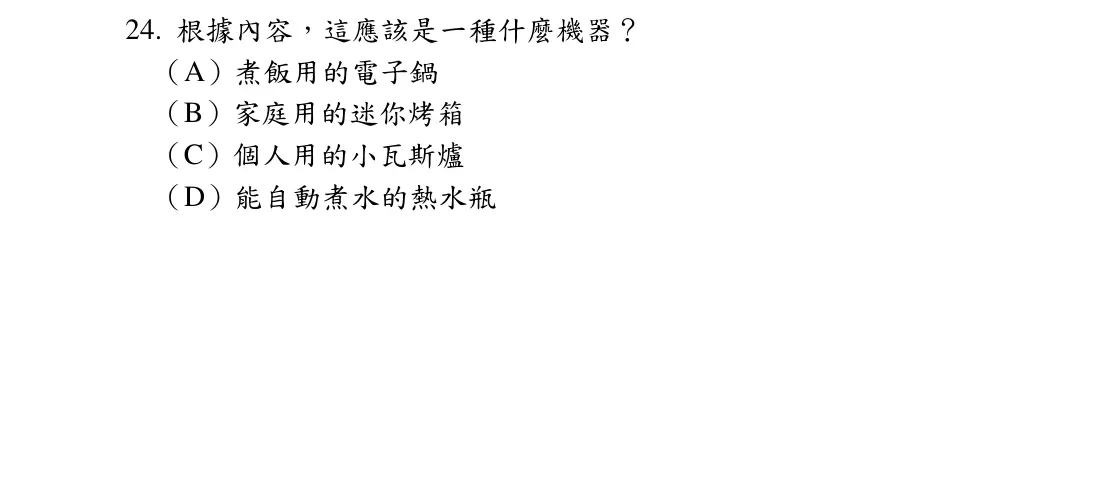 24. 根據內容，這應該是一種什麼機器？
（A）煮飯用的電子鍋
（B）家庭用的迷你烤箱
（C）個人用的小瓦斯爐
（D）能自動煮水的熱水瓶